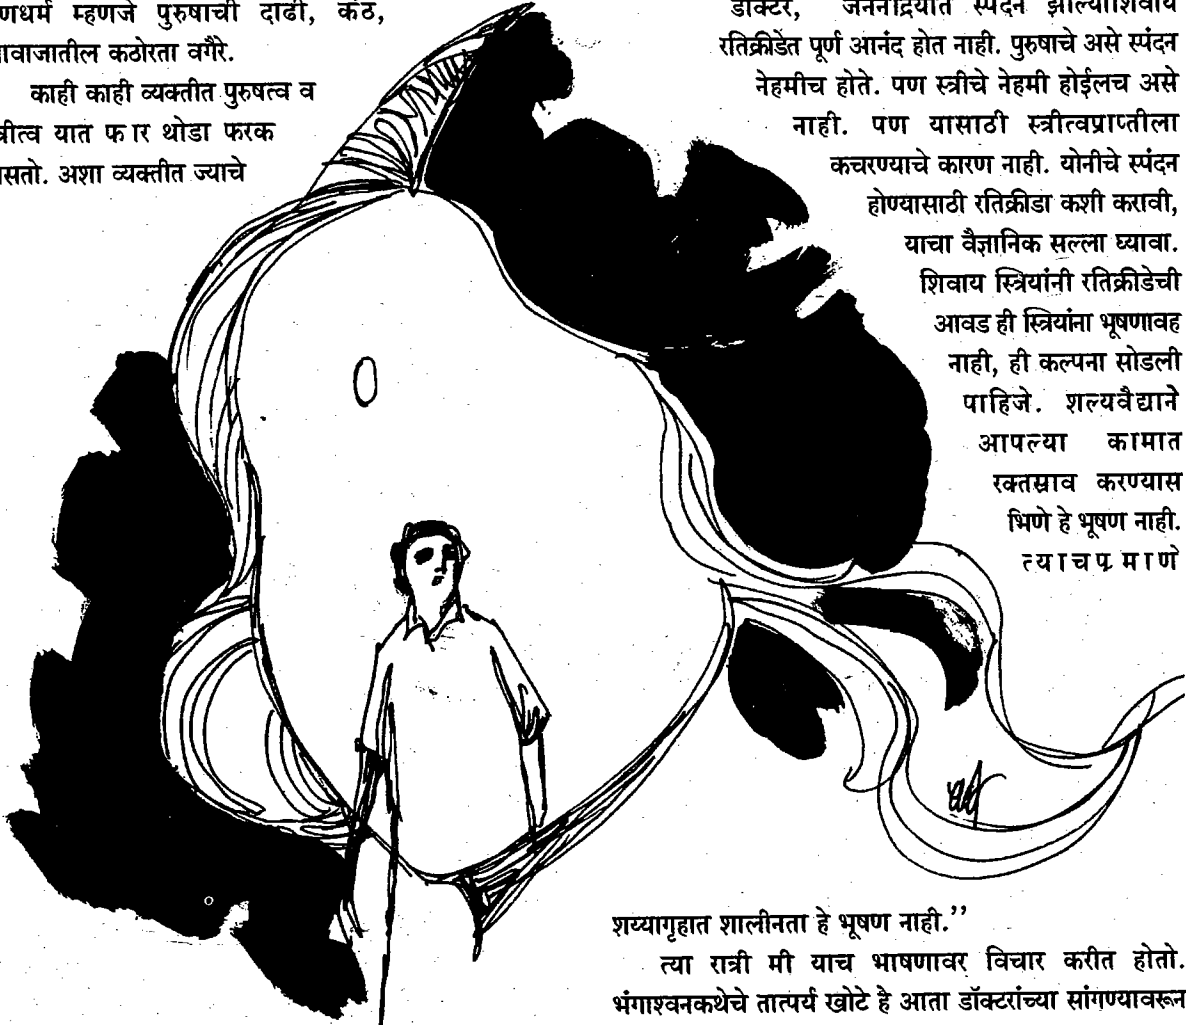 म्हणजे पुरुषाची दाढी, कंठ,
कठोरता वगैरे.
काही काही व्यक्तीत पुरुषत्व व
यात फार थोडा फरक
अशा व्यक्तीत ज्याचे
डॉक्टर, जननेंद्रियात स्पंदन झाल्याशिवाय
रतिक्रीडेत पूर्ण आनंद होत नाही. पुरुषाचे असे स्पंदन
नेहमीच होते. पण स्त्रीचे नेहमी होईलच असे
नाही. पण यासाठी स्त्रीत्वप्राप्तीला
कचरण्याचे कारण नाही. योनीचे स्पंदन
होण्यासाठी रतिक्रीडा कशी करावी,
याचा वैज्ञानिक सल्ला घ्यावा.
शिवाय स्त्रियांनी रतिक्रीडेची
आवड ही स्त्रियांना भूषणावह
नाही, ही कल्पना सोडली
पाहिजे. शल्यवैद्याने
आपल्या कामात
रक्तस्राव करण्यास
भिणे हे भूषण नाही.
त्याचप्रमाणे
शय्यागृहात शालीनता हे भूषण नाही.’’
त्या रात्री मी याच भाषणावर विचार करीत होतो.
भंगाश्वनकथेचे तात्पर्य खोटे है आता डॉक्टरांच्या सांगण्यावरून